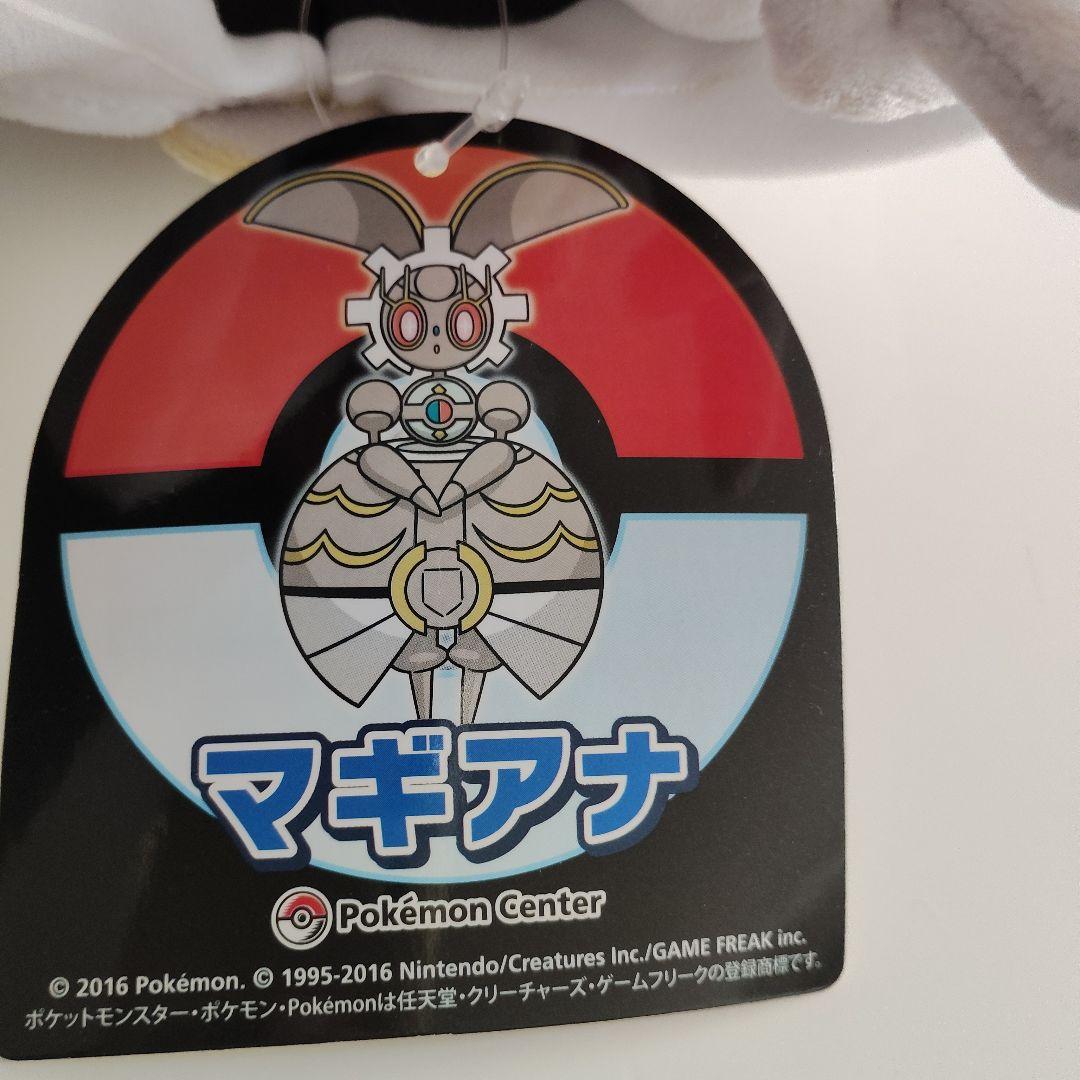 マギアナ
Pokémon Center
© 2016 Pokémon. © 1995-2016 Nintendo/Creatures Inc./GAME FREAK inc.
ポケットモンスター・ポケモン・Pokémonは任天堂・クリーチャーズ・ゲームフリークの登録商標です。